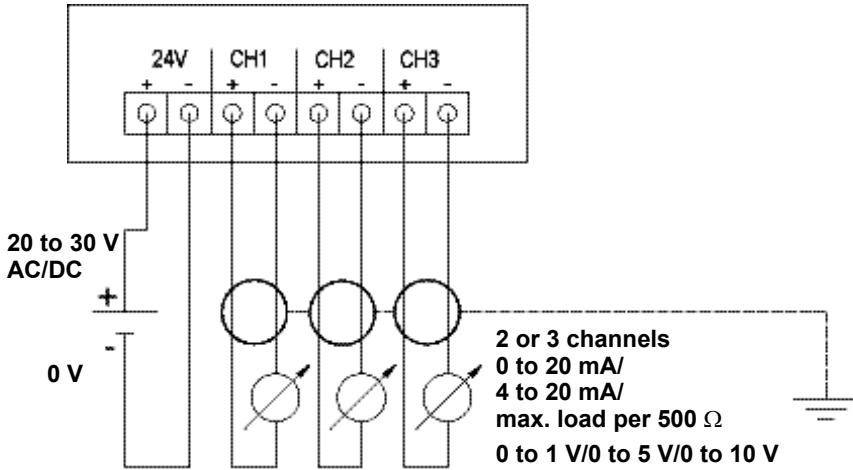 24V CH1 CH2 CH3
+ - + - + - + -
20 to 30 V
AC/DC
+
-
0 V
2 or 3 channels
0 to 20 mA/
4 to 20 mA/
max. load per 500 Ω
0 to 1 V/0 to 5 V/0 to 10 V